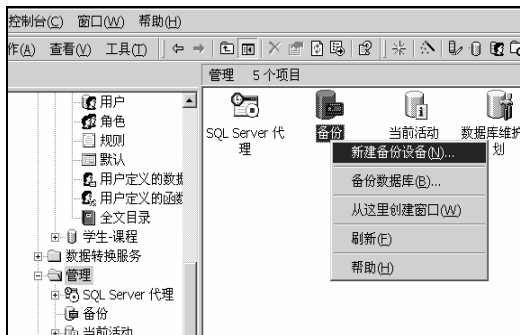 控制台(C) 窗口(W) 帮助(H)
作(A) 查看(V) 工具(T)
管理 5个项目
用户
角色
规则
默认
用户定义的数据
用户定义的函数
全文目录
学生-课程
数据转换服务
管理
SQL Server 代理
备份
当前活动
SQL Server 代理
备份
当前活动
数据库维护
划
新建备份设备(N)...
备份数据库(B)...
从这里创建窗口(W)
刷新(F)
帮助(H)